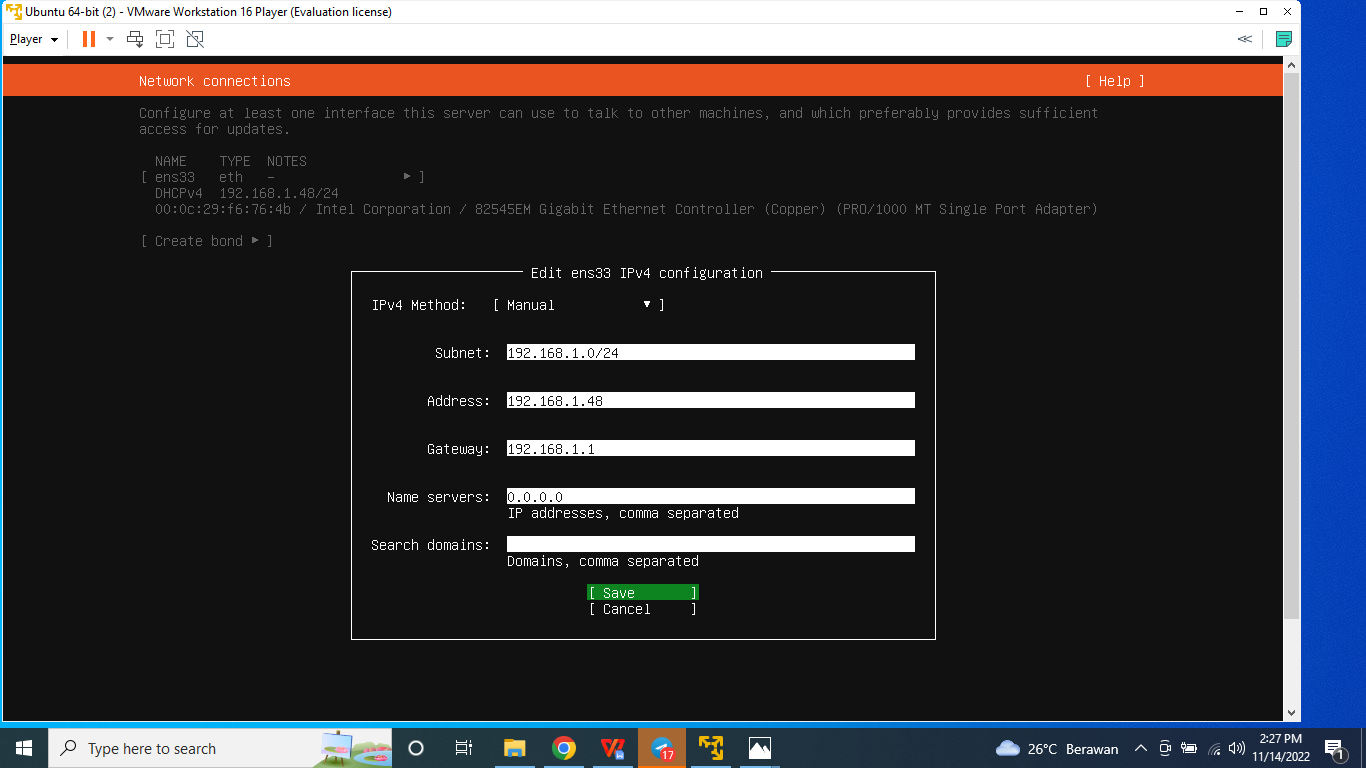 Ubuntu 64-bit (2) - VMware Workstation 16 Player (Evaluation license)
Player
Network connections [ Help ]
Configure at least one interface this server can use to talk to other machines, and which preferably provides sufficient
access for updates.
NAME TYPE NOTES
[ ens33 eth – ▸ ]
DHCPv4 192.168.1.48/24
00:0c:29:f6:76:4b / Intel Corporation / 82545EM Gigabit Ethernet Controller (Copper) (PRO/1000 MT Single Port Adapter)
[ Create bond ▸ ]
Edit ens33 IPv4 configuration
IPv4 Method: [ Manual ▾ ]
Subnet: 192.168.1.0/24
Address: 192.168.1.48
Gateway: 192.168.1.1
Name servers: 0.0.0.0
IP addresses, comma separated
Search domains:
Domains, comma separated
[ Save ]
[ Cancel ]
Type here to search
17
26°C Berawan
2:27 PM
11/14/2022
1